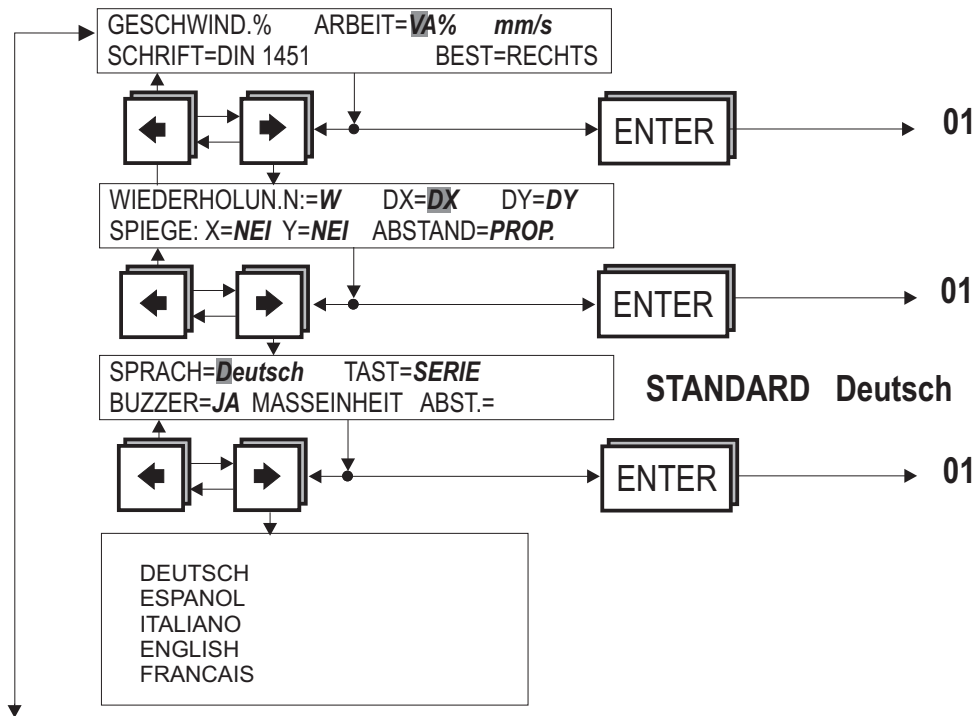 GESCHWIND.% ARBEIT=VA% mm/s
SCHRIFT=DIN 1451 BEST=RECHTS
ENTER 01
WIEDERHOLUN.N:=W DX=DX DY=DY
SPIEGE: X=NEI Y=NEI ABSTAND=PROP.
ENTER 01
SPRACH=Deutsch TAST=SERIE
BUZZER=JA MASSEINHEIT ABST.=
STANDARD Deutsch
ENTER 01
DEUTSCH
ESPANOL
ITALIANO
ENGLISH
FRANCAIS